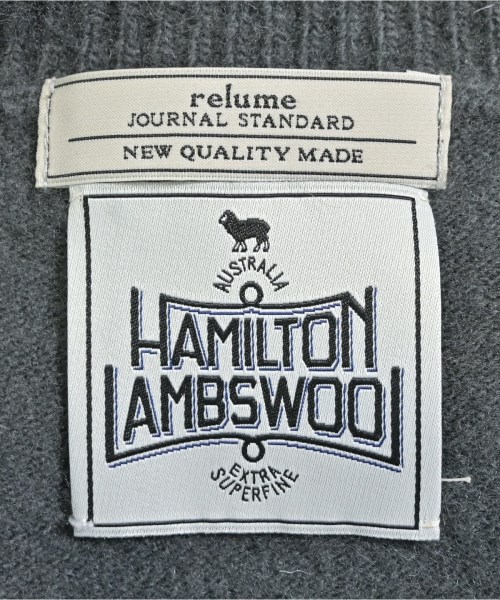 relume
JOURNAL STANDARD
NEW QUALITY MADE
AUSTRALIA
HAMILTON
LAMBSWOOL
EXTRA
SUPERFINE